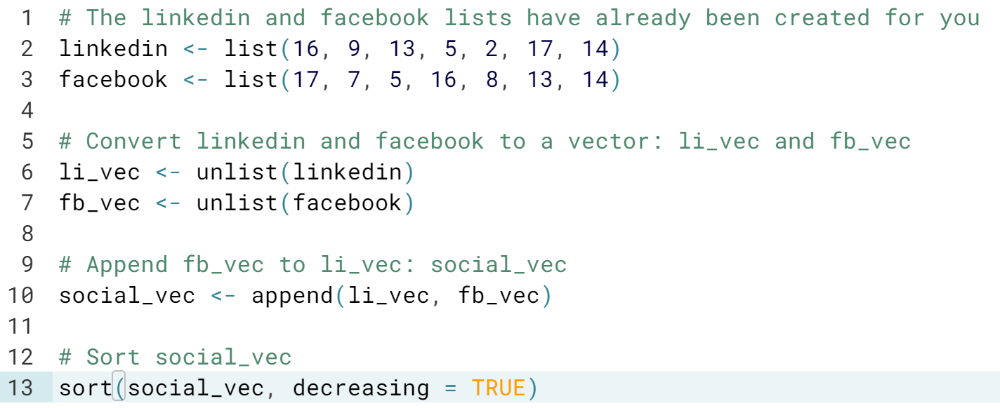 1 # The linkedin and facebook lists have already been created for you
2 linkedin <- list(16, 9, 13, 5, 2, 17, 14)
3 facebook <- list(17, 7, 5, 16, 8, 13, 14)
4
5 # Convert linkedin and facebook to a vector: li_vec and fb_vec
6 li_vec <- unlist(linkedin)
7 fb_vec <- unlist(facebook)
8
9 # Append fb_vec to li_vec: social_vec
10 social_vec <- append(li_vec, fb_vec)
11
12 # Sort social_vec
13 sort(social_vec, decreasing = TRUE)